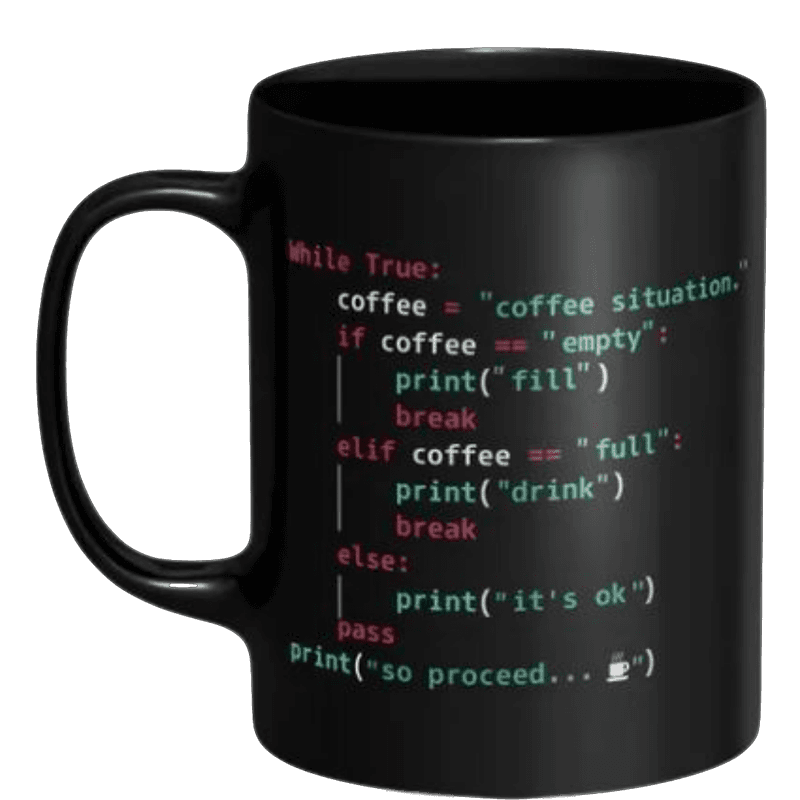 While True:
    coffee = "coffee situation."
    if coffee == "empty":
        print("fill")
        break
    elif coffee == "full":
        print("drink")
        break
    else:
        print("it's ok")
    pass
print("so proceed... ☕")